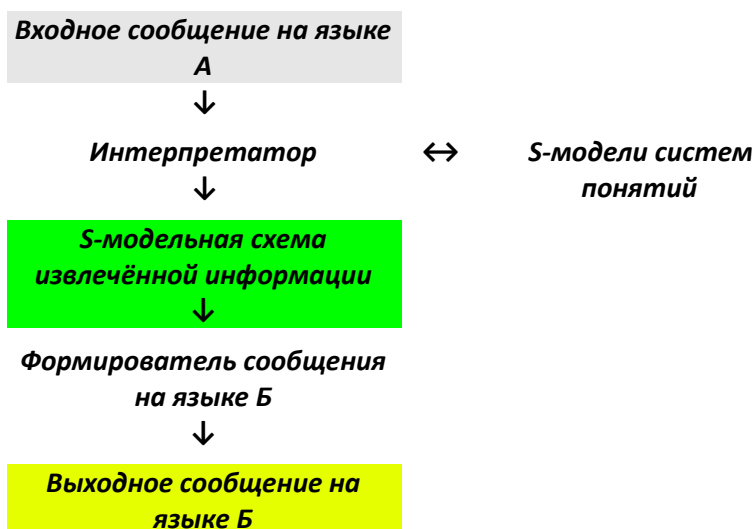 Входное сообщение на языке
А
↓
Интерпретатор ↔ S-модели систем
↓ понятий
S-модельная схема
извлечённой информации
↓
Формирователь сообщения
на языке Б
↓
Выходное сообщение на
языке Б